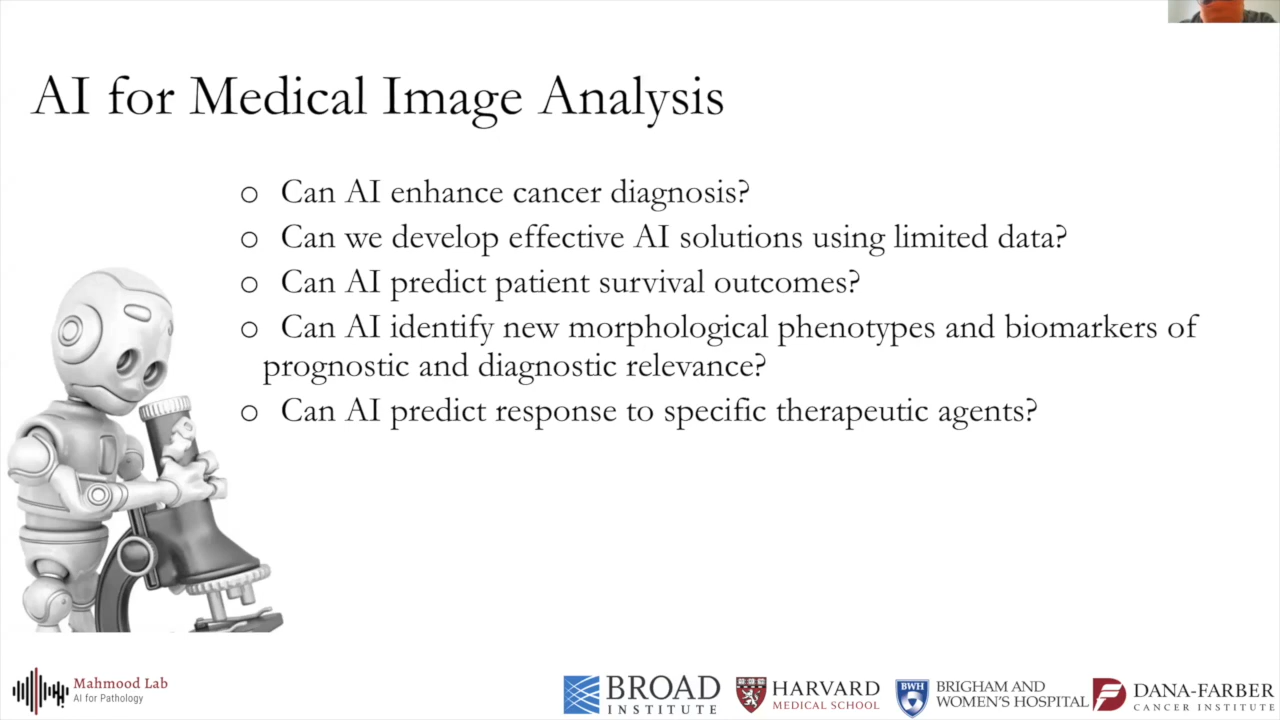 AI for Medical Image Analysis
o Can AI enhance cancer diagnosis?
o Can we develop effective AI solutions using limited data?
o Can AI predict patient survival outcomes?
o Can AI identify new morphological phenotypes and biomarkers of
prognostic and diagnostic relevance?
o Can AI predict response to specific therapeutic agents?
Mahmood Lab
AI for Pathology
BROAD
INSTITUTE
HARVARD
MEDICAL SCHOOL
BWH
BRIGHAM AND
WOMEN'S HOSPITAL
DANA-FARBER
CANCER INSTITUTE